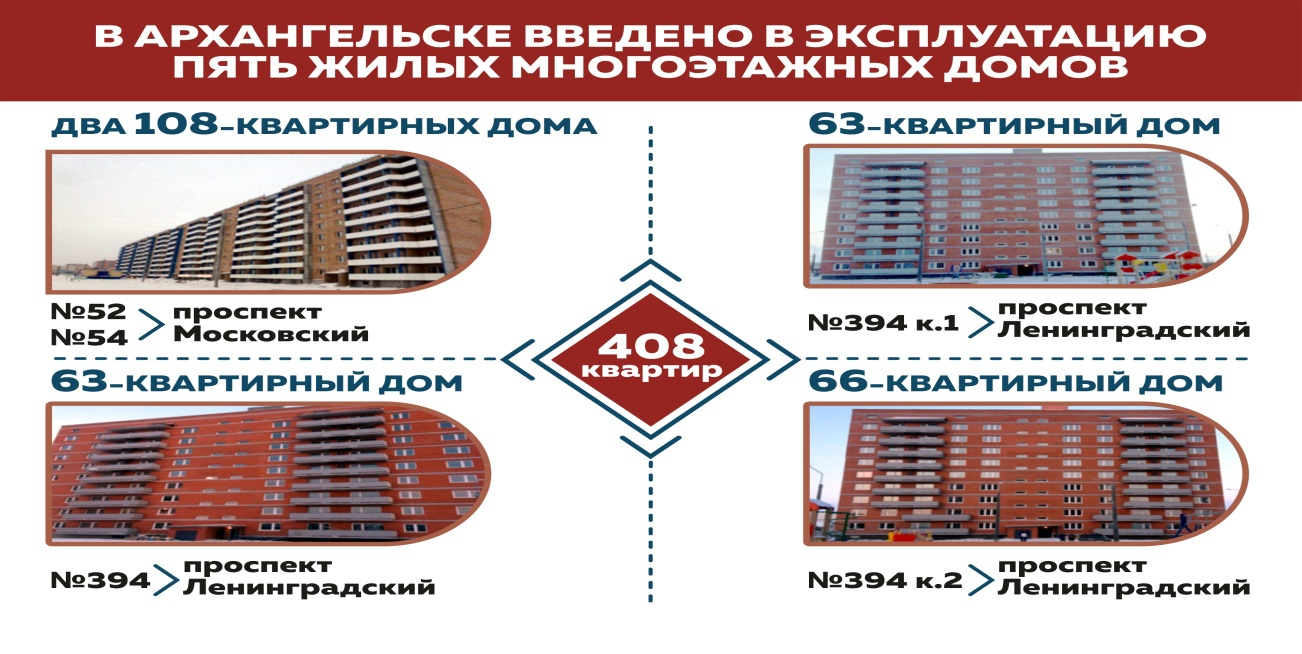 В АРХАНГЕЛЬСКЕ ВВЕДЕНО В ЭКСПЛУАТАЦИЮ
ПЯТЬ ЖИЛЫХ МНОГОЭТАЖНЫХ ДОМОВ
ДВА 108-КВАРТИРНЫХ ДОМА
№52
№54
проспект
Московский
63-КВАРТИРНЫЙ ДОМ
№394 к.1
проспект
Ленинградский
408
квартир
63-КВАРТИРНЫЙ ДОМ
№394
проспект
Ленинградский
66-КВАРТИРНЫЙ ДОМ
№394 к.2
проспект
Ленинградский